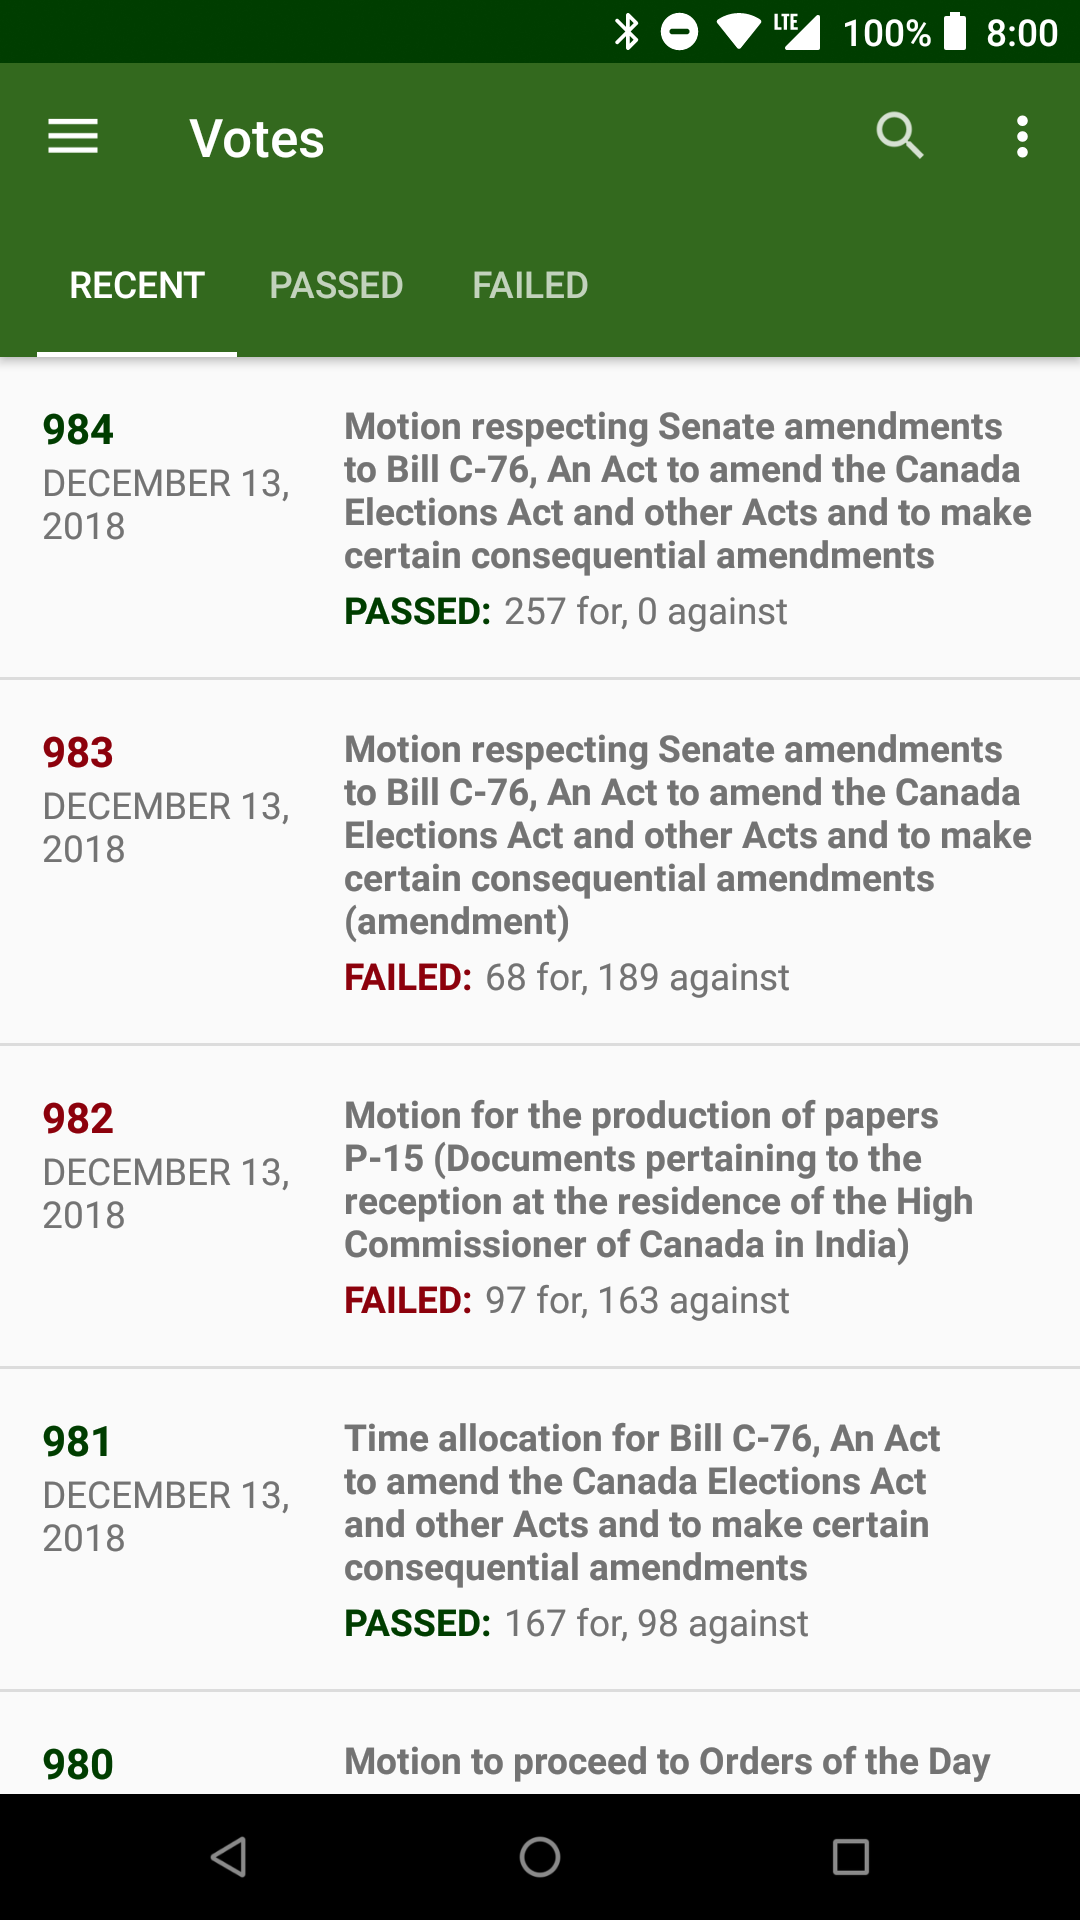 LTE 100% 8:00
Votes
RECENT PASSED FAILED
984
DECEMBER 13,
2018
Motion respecting Senate amendments
to Bill C-76, An Act to amend the Canada
Elections Act and other Acts and to make
certain consequential amendments
PASSED: 257 for, 0 against
983
DECEMBER 13,
2018
Motion respecting Senate amendments
to Bill C-76, An Act to amend the Canada
Elections Act and other Acts and to make
certain consequential amendments
(amendment)
FAILED: 68 for, 189 against
982
DECEMBER 13,
2018
Motion for the production of papers
P-15 (Documents pertaining to the
reception at the residence of the High
Commissioner of Canada in India)
FAILED: 97 for, 163 against
981
DECEMBER 13,
2018
Time allocation for Bill C-76, An Act
to amend the Canada Elections Act
and other Acts and to make certain
consequential amendments
PASSED: 167 for, 98 against
980
Motion to proceed to Orders of the Day